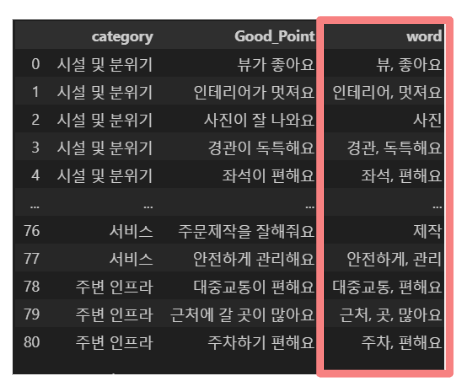 category Good_Point word
0 시설 및 분위기 뷰가 좋아요 뷰, 좋아요
1 시설 및 분위기 인테리어가 멋져요 인테리어, 멋져요
2 시설 및 분위기 사진이 잘 나와요 사진
3 시설 및 분위기 경관이 독특해요 경관, 독특해요
4 시설 및 분위기 좌석이 편해요 좌석, 편해요
... ... ... ...
76 서비스 주문제작을 잘해줘요 제작
77 서비스 안전하게 관리해요 안전하게, 관리
78 주변 인프라 대중교통이 편해요 대중교통, 편해요
79 주변 인프라 근처에 갈 곳이 많아요 근처, 곳, 많아요
80 주변 인프라 주차하기 편해요 주차, 편해요